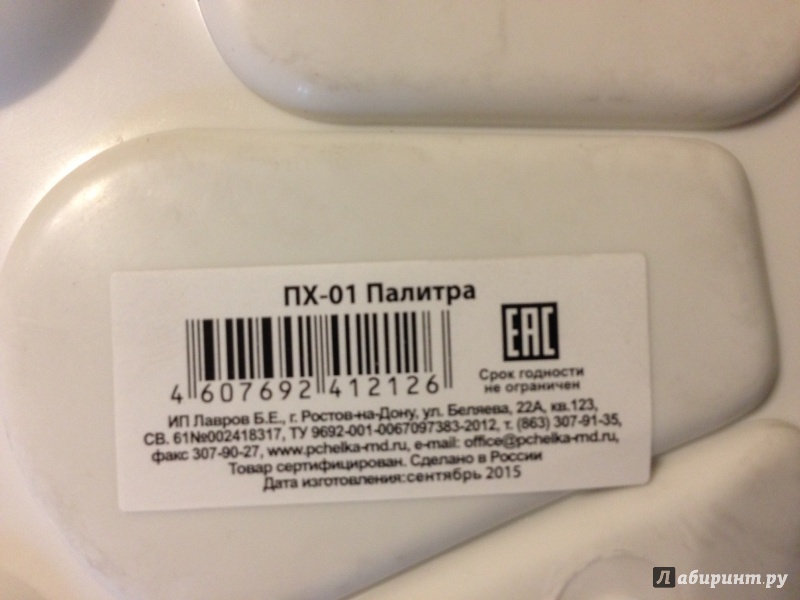 ПХ-01 Палитра
EAC
4 607692 412126
Срок годности
не ограничен
ИП Лавров Б.Е., г. Ростов-на-Дону, ул. Беляева, 22А, кв.123,
СВ. 61№002418317, ТУ 9692-001-0067097383-2012, т. (863) 307-91-35,
факс 307-90-27, www.pchelka-md.ru, e-mail: office@pchelka-md.ru,
Товар сертифицирован. Сделано в России
Дата изготовления:сентябрь 2015
Лабиринт.ру